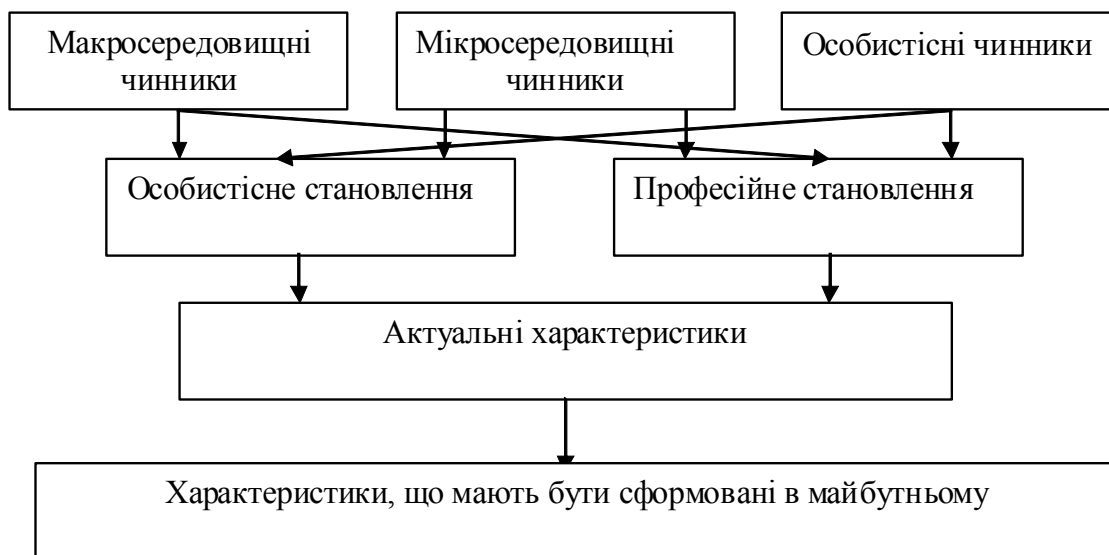 Макросередовищні
чинники
Мікросередовищні
чинники
Особистісні чинники
Особистісне становлення
Професійне становлення
Актуальні характеристики
Характеристики, що мають бути сформовані в майбутньому